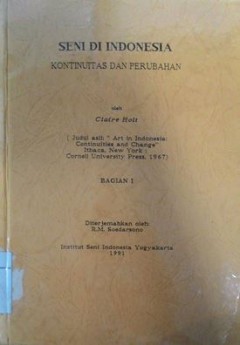 SENI DI INDONESIA
KONTINUITAS DAN PERUBAHAN
oleh
Claire Holt
( Judul asli: " Art in Indonesia:
Continuities and Change"
Ithaca, New York :
Cornell University Press, 1967)
BAGIAN I
Diterjemahkan oleh:
R.M. Soedarsono
Institut Seni Indonesia Yogyakarta
1991